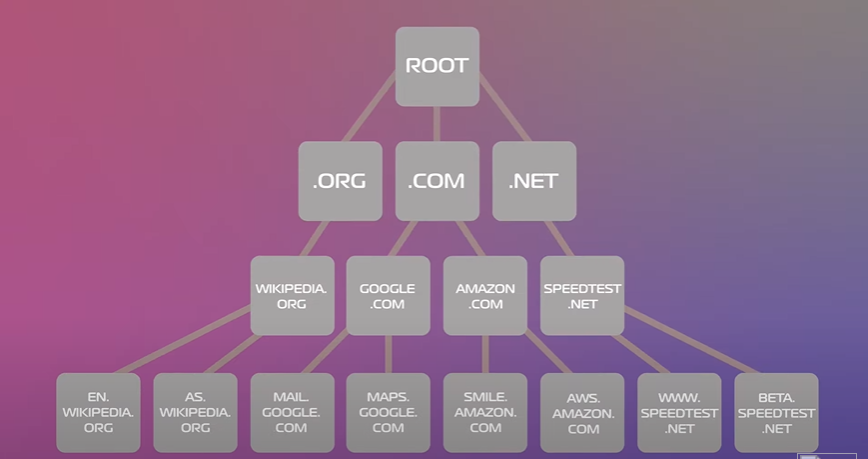 ROOT
.ORG
.COM
.NET
WIKIPEDIA.
ORG
GOOGLE
.COM
AMAZON
.COM
SPEEDTEST
.NET
EN.
WIKIPEDIA.
ORG
AS.
WIKIPEDIA.
ORG
MAIL.
GOOGLE.
COM
MAPS.
GOOGLE.
COM
SMILE.
AMAZON.
COM
AWS.
AMAZON.
COM
WWW.
SPEEDTEST
.NET
BETA.
SPEEDTEST
.NET